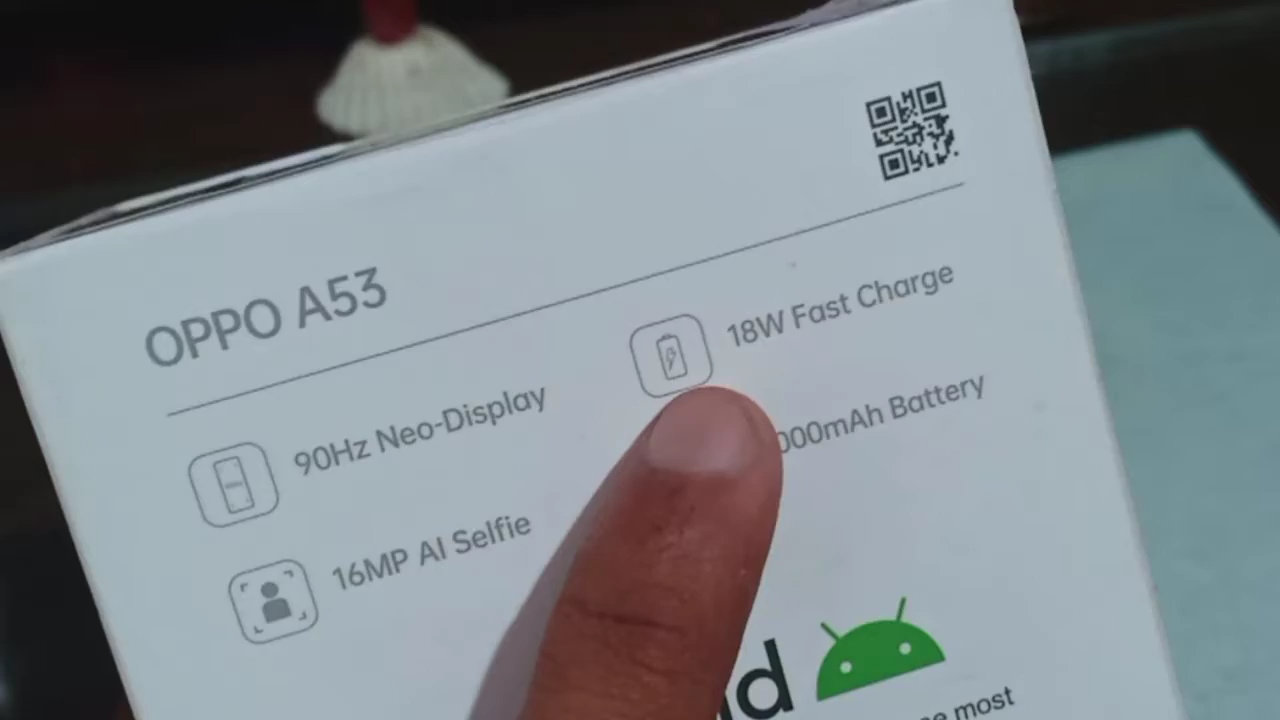 OPPO A53
90Hz Neo-Display
18W Fast Charge
16MP AI Selfie
000mAh Battery
d
most